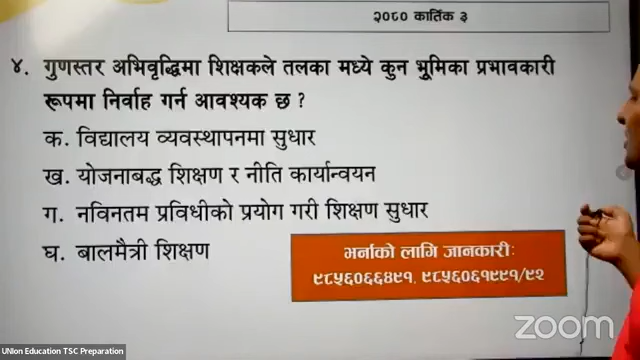 २०८० कार्तिक ३
४. गुणस्तर अभिवृद्धिमा शिक्षकले तलका मध्ये कुन भूमिका प्रभावकारी
रूपमा निर्वाह गर्न आवश्यक छ ?
क. विद्यालय व्यवस्थापनमा सुधार
ख. योजनाबद्ध शिक्षण र नीति कार्यान्वयन
ग. नविनतम प्रविधीको प्रयोग गरी शिक्षण सुधार
घ. बालमैत्री शिक्षण
भर्नाको लागि जानकारी:
९८५६०६६४९१, ९८५६०६१९९१/९२
zoom
UNIon Education TSC Preparation